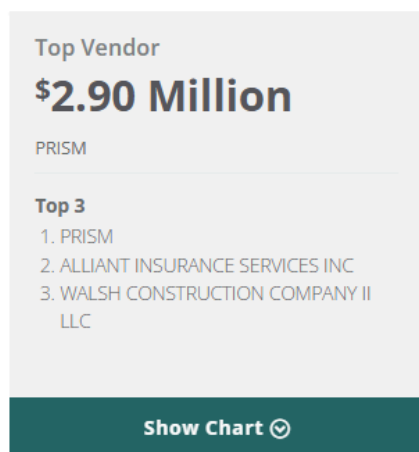 Top Vendor
$2.90 Million
PRISM
Top 3
1. PRISM
2. ALLIANT INSURANCE SERVICES INC
3. WALSH CONSTRUCTION COMPANY II
LLC
Show Chart